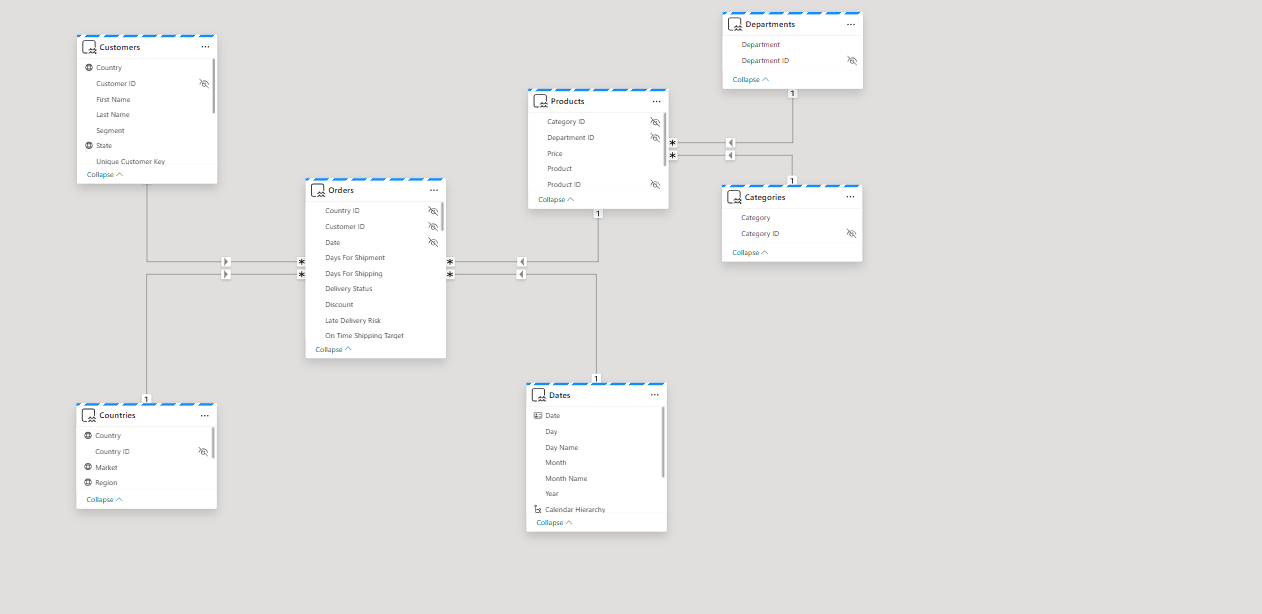 Customers
Country
Customer ID
First Name
Last Name
Segment
State
Unique Customer Key
Collapse
Orders
Country ID
Customer ID
Date
Days For Shipment
Days For Shipping
Delivery Status
Discount
Late Delivery Risk
On Time Shipping Target
Collapse
Products
Category ID
Department ID
Price
Product
Product ID
Collapse
1
Departments
Department
Department ID
Collapse
1
*
*
1
Categories
Category
Category ID
Collapse
*
*
*
*
1
Countries
Country
Country ID
Market
Region
Collapse
1
Dates
Date
Day
Day Name
Month
Month Name
Year
Calendar Hierarchy
Collapse